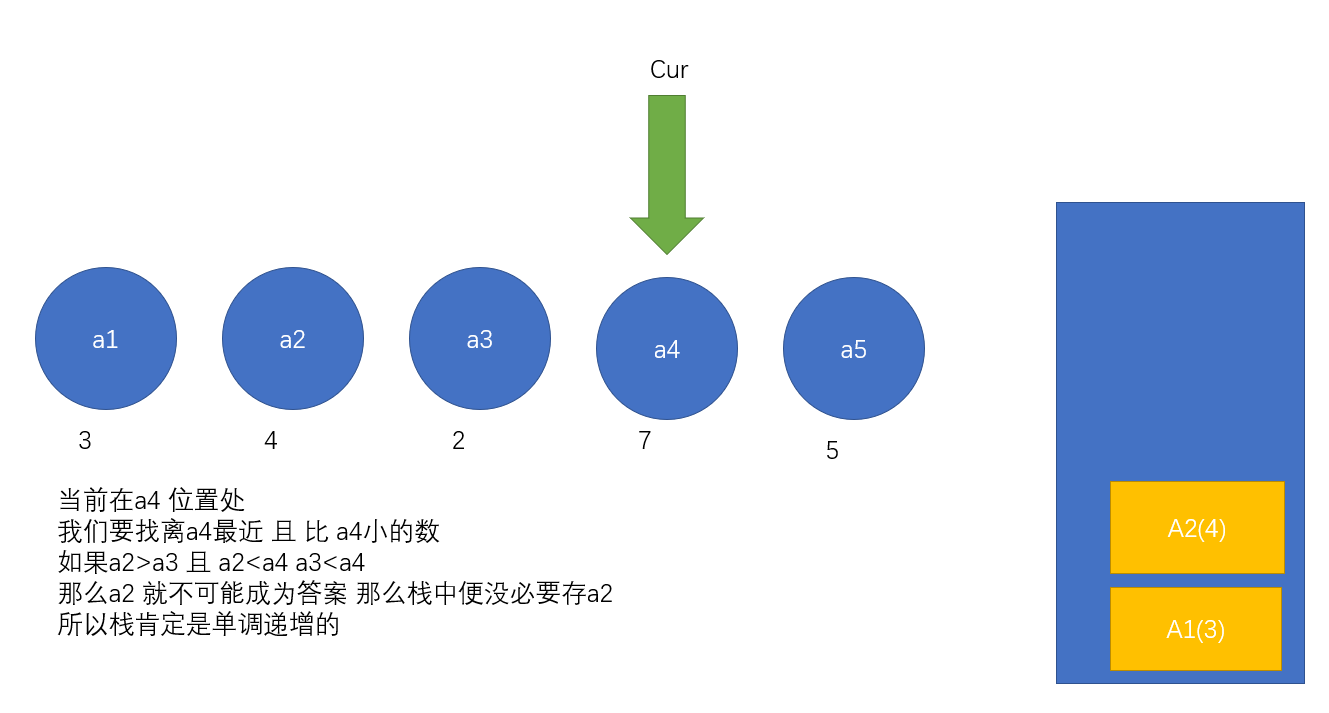 Cur
a1
a2
a3
a4
a5
3
4
2
7
5
当前在a4 位置处
我们要找离a4最近 且 比 a4小的数
如果a2>a3 且 a2<a4 a3<a4
那么a2 就不可能成为答案 那么栈中便没必要存a2
所以栈肯定是单调递增的
A2(4)
A1(3)